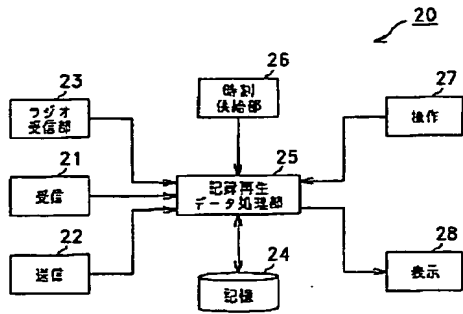 20
23
ラジオ
受信部
26
時刻
供給部
27
操作
21
受信
25
記録再生
データ処理部
22
送信
24
記録
28
表示